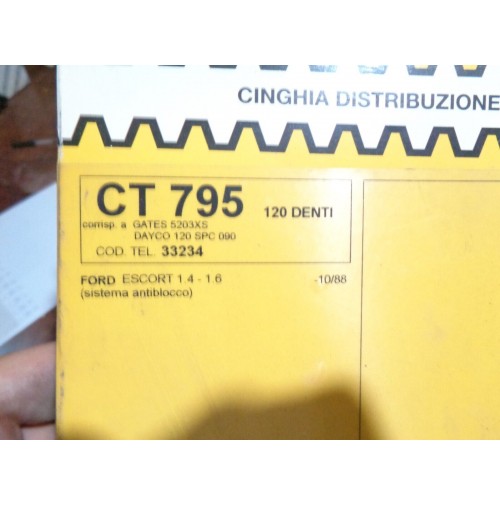 CINGHIA DISTRIBUZIONE
CT 795 120 DENTI
corrisp. a GATES 5203XS
DAYCO 120 SPC 090
COD. TEL. 33234
FORD ESCORT 1.4 - 1.6 -10/88
(sistema antiblocco)